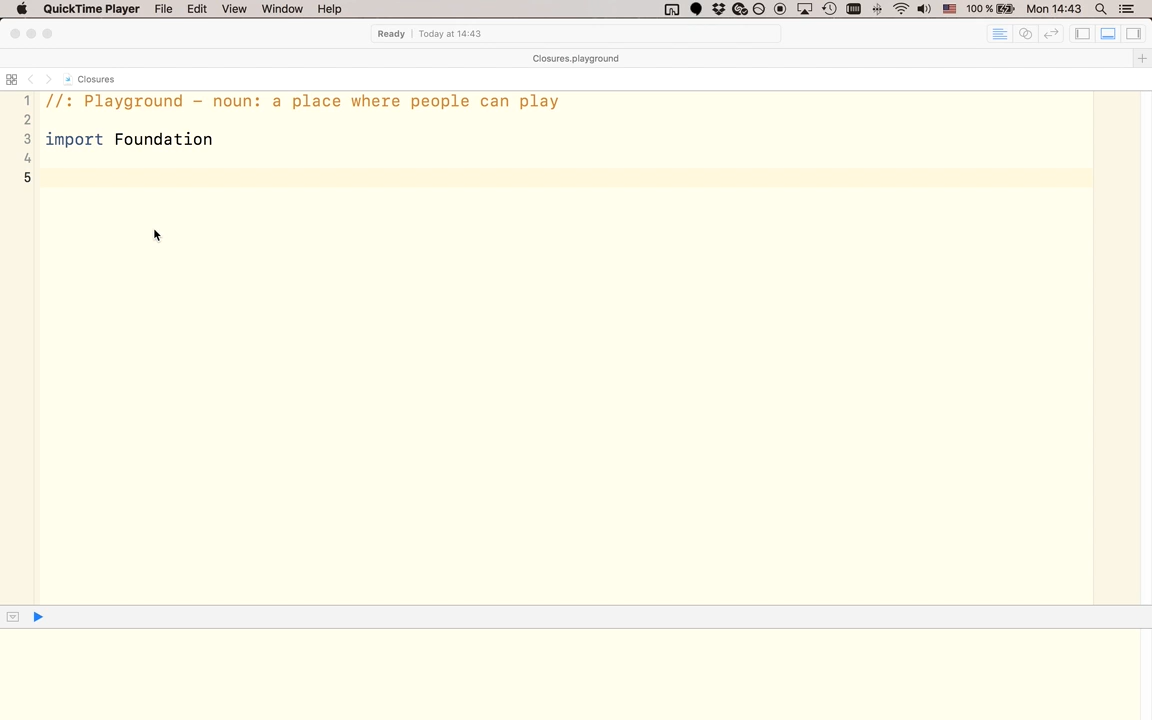 QuickTime Player File Edit View Window Help 100 % Mon 14:43
Ready | Today at 14:43
Closures.playground
Closures
1 //: Playground – noun: a place where people can play
2
3 import Foundation
4
5